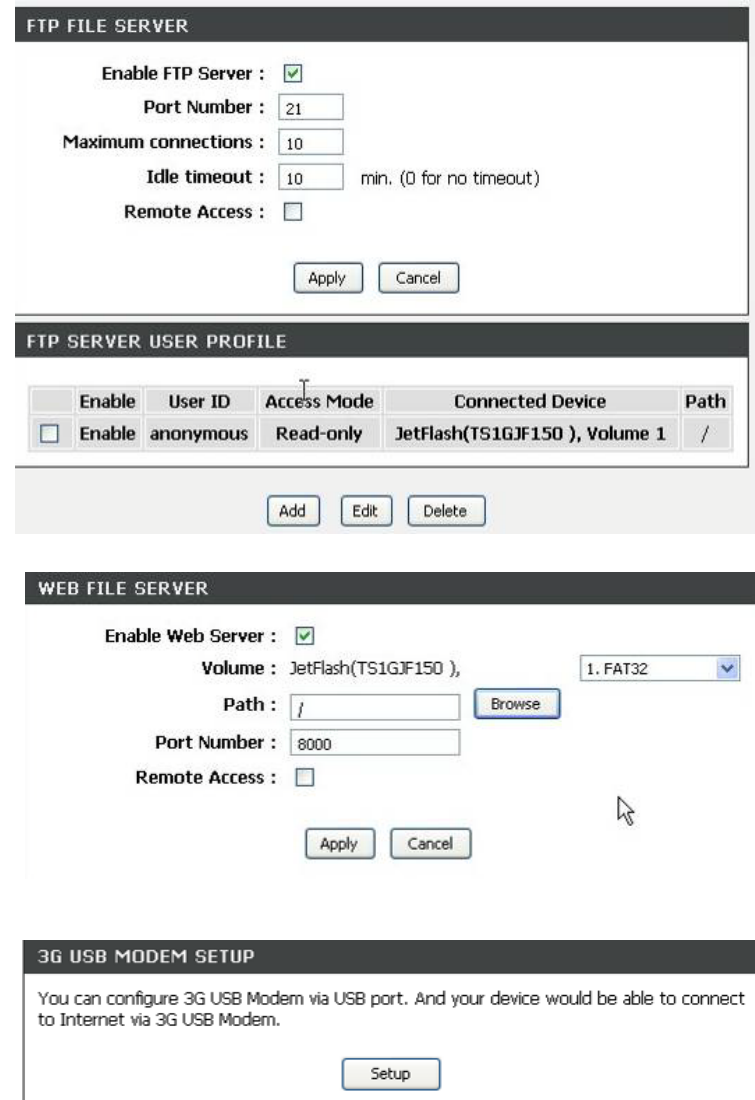 FTP FILE SERVER
Enable FTP Server :
Port Number : 21
Maximum connections : 10
Idle timeout : 10 min. (0 for no timeout)
Remote Access :
Apply Cancel
FTP SERVER USER PROFILE
Enable User ID Access Mode Connected Device Path
Enable anonymous Read-only JetFlash(TS1GJF150 ), Volume 1 /
Add Edit Delete
WEB FILE SERVER
Enable Web Server :
Volume : JetFlash(TS1GJF150 ), 1. FAT32
Path : / Browse
Port Number : 8000
Remote Access :
Apply Cancel
3G USB MODEM SETUP
You can configure 3G USB Modem via USB port. And your device would be able to connect
to Internet via 3G USB Modem.
Setup